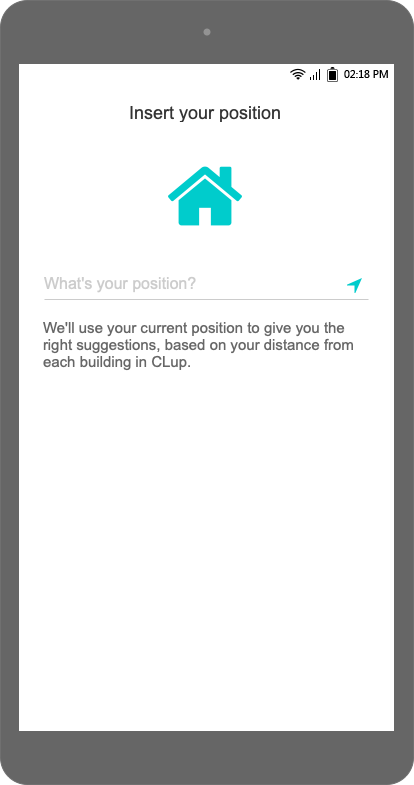 02:18 PM
Insert your position
What's your position?
We'll use your current position to give you the
right suggestions, based on your distance from
each building in CLup.